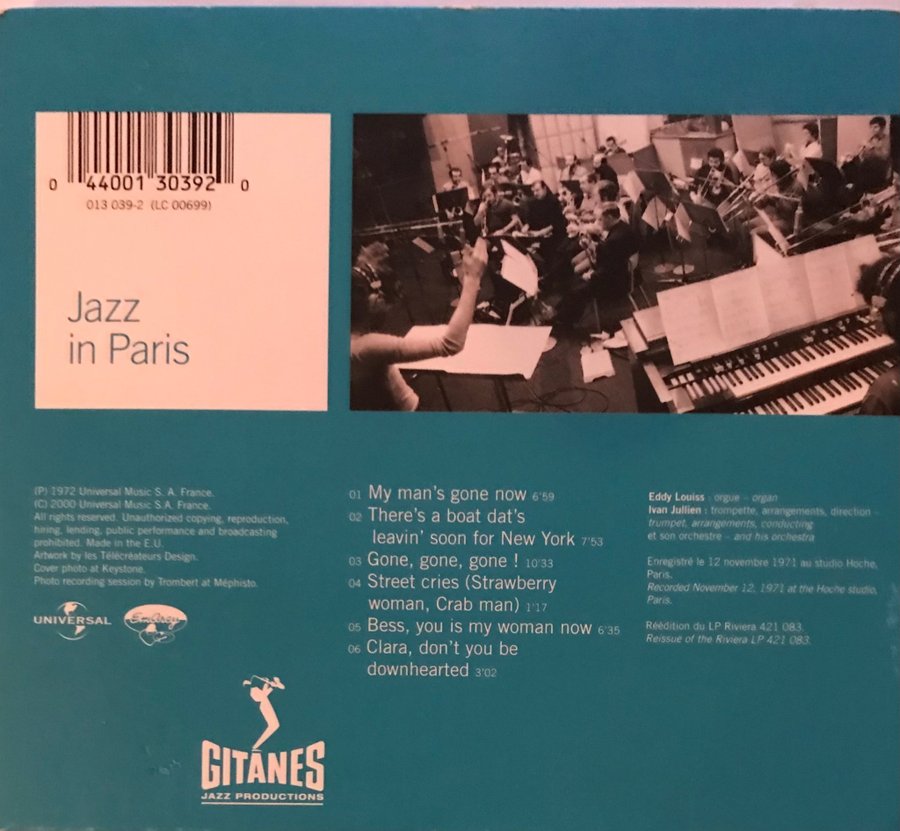 0 44001 30392 0
013 039-2 (LC 00699)
Jazz
in Paris
(P) 1972 Universal Music S. A. France.
(C) 2000 Universal Music S.A. France.
All rights reserved. Unauthorized copying, reproduction,
hiring, lending, public performance and broadcasting
prohibited. Made in the E.U.
Artwork by les Télécréateurs Design.
Cover photo at Keystone.
Photo recording session by Trombert at Méphisto.
UNIVERSAL
EmArcy
GITANES
JAZZ PRODUCTIONS
01 My man's gone now 6'59
02 There's a boat dat's
leavin' soon for New York 7'53
03 Gone, gone, gone ! 10'33
04 Street cries (Strawberry
woman, Crab man) 1'17
05 Bess, you is my woman now 6'35
06 Clara, don't you be
downhearted 3'02
Eddy Louiss : orgue - organ
Ivan Jullien : trompette, arrangements, direction -
trumpet, arrangements, conducting
et son orchestre - and his orchestra
Enregistré le 12 novembre 1971 au studio Hoche,
Paris.
Recorded November 12, 1971 at the Hoche studio,
Paris.
Réédition du LP Riviera 421 083.
Reissue of the Riviera LP 421 083.